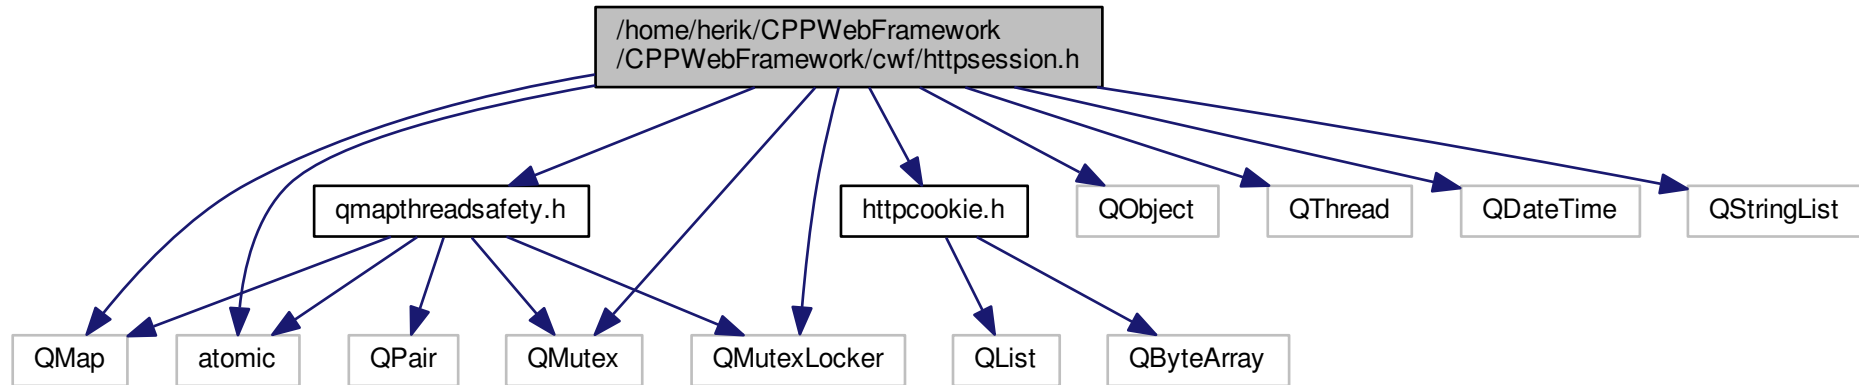 /home/herik/CPPWebFramework
/CPPWebFramework/cwf/httpsession.h
qmapthreadsafety.h
httpcookie.h
QObject
QThread
QDateTime
QStringList
QMap
atomic
QPair
QMutex
QMutexLocker
QList
QByteArray